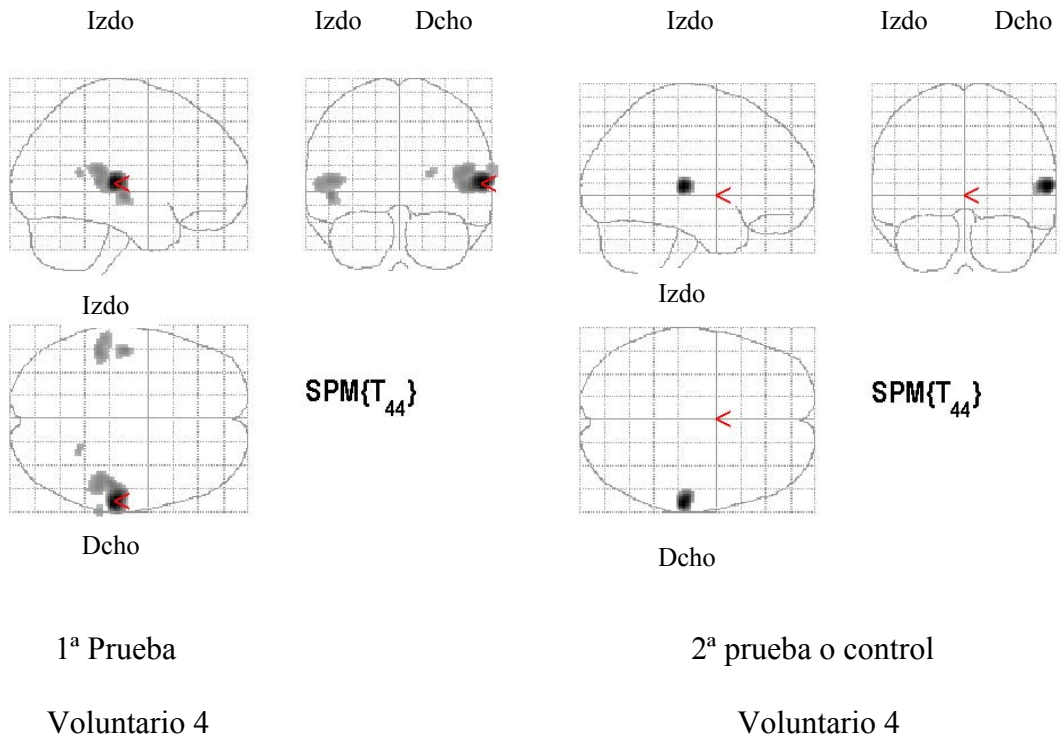 Izdo
Izdo Dcho
Izdo
Izdo Dcho
Izdo
Izdo
SPM{T44}
SPM{T44}
Dcho
Dcho
1ª Prueba
2ª prueba o control
Voluntario 4
Voluntario 4